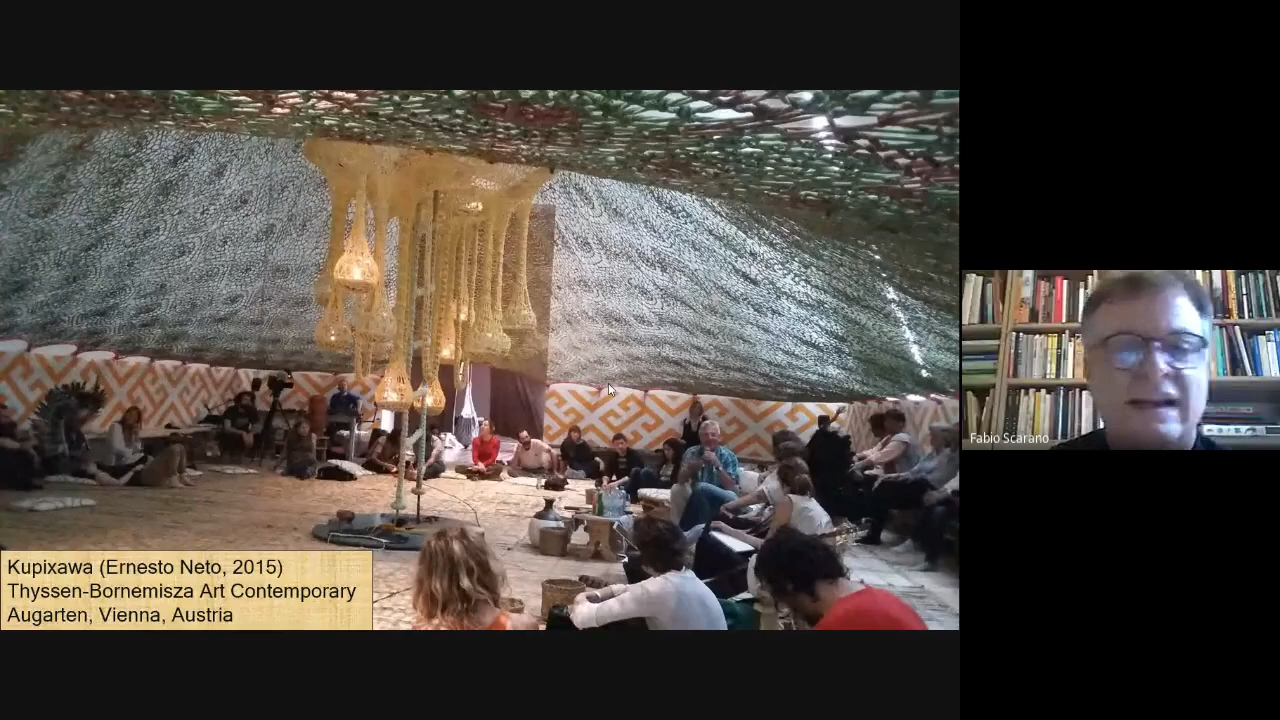 Kupixawa (Ernesto Neto, 2015)
Thyssen-Bornemisza Art Contemporary
Augarten, Vienna, Austria
Fabio Scarano